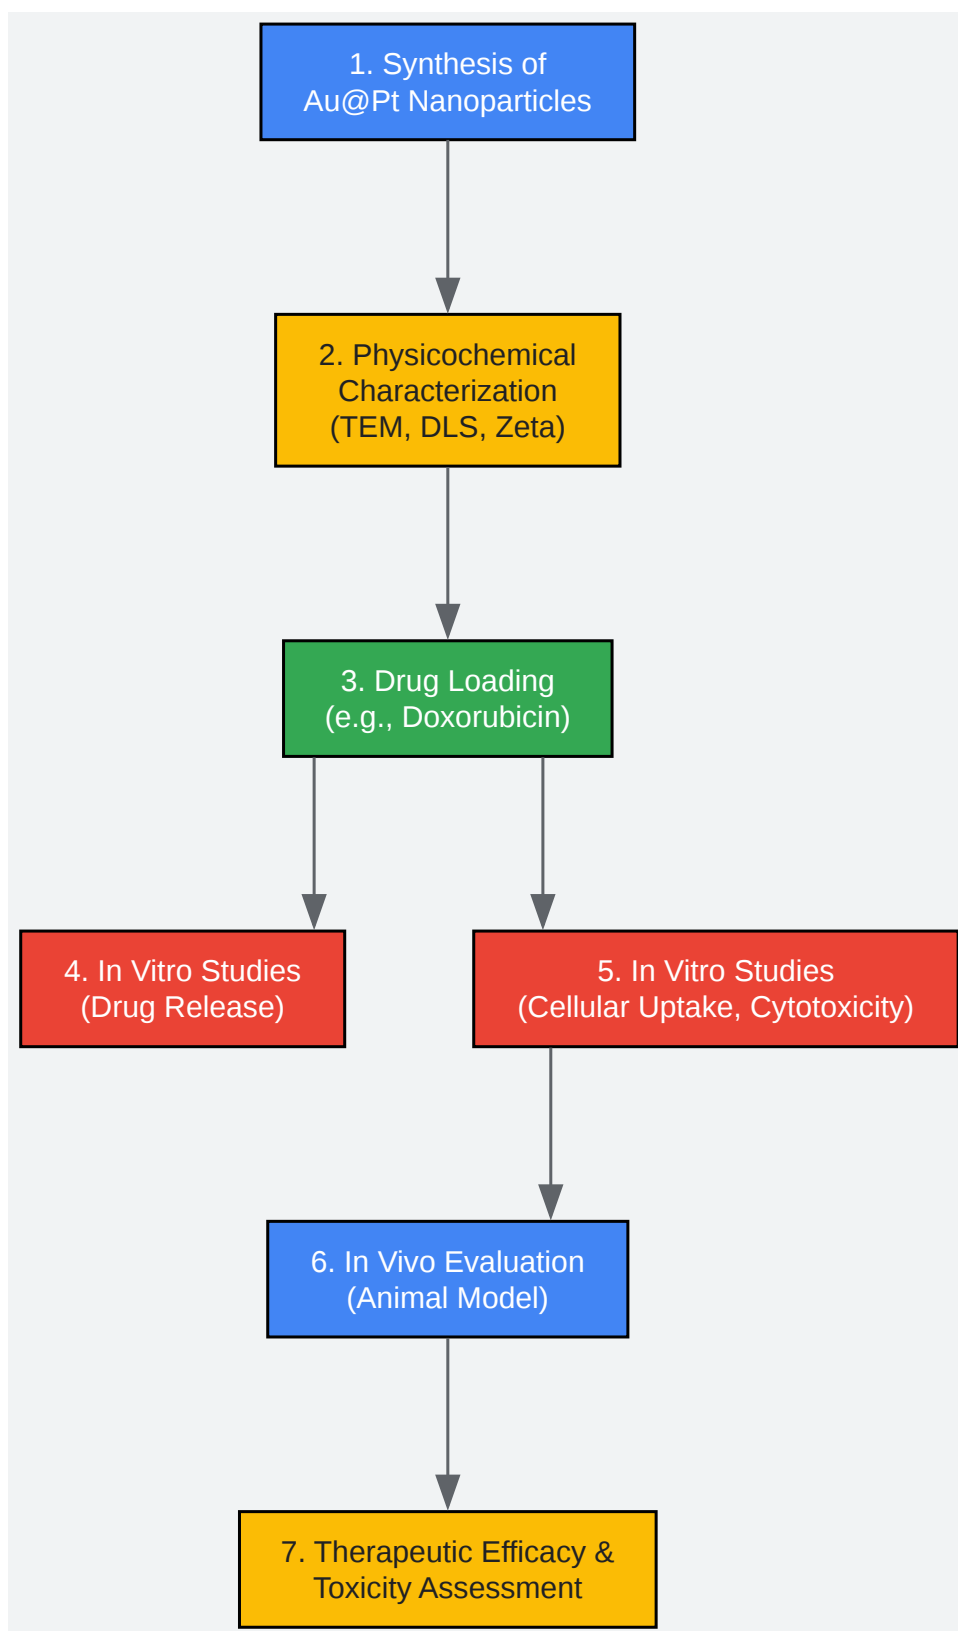 1. Synthesis of
Au@Pt Nanoparticles
2. Physicochemical
Characterization
(TEM, DLS, Zeta)
3. Drug Loading
(e.g., Doxorubicin)
4. In Vitro Studies
(Drug Release)
5. In Vitro Studies
(Cellular Uptake, Cytotoxicity)
6. In Vivo Evaluation
(Animal Model)
7. Therapeutic Efficacy &
Toxicity Assessment